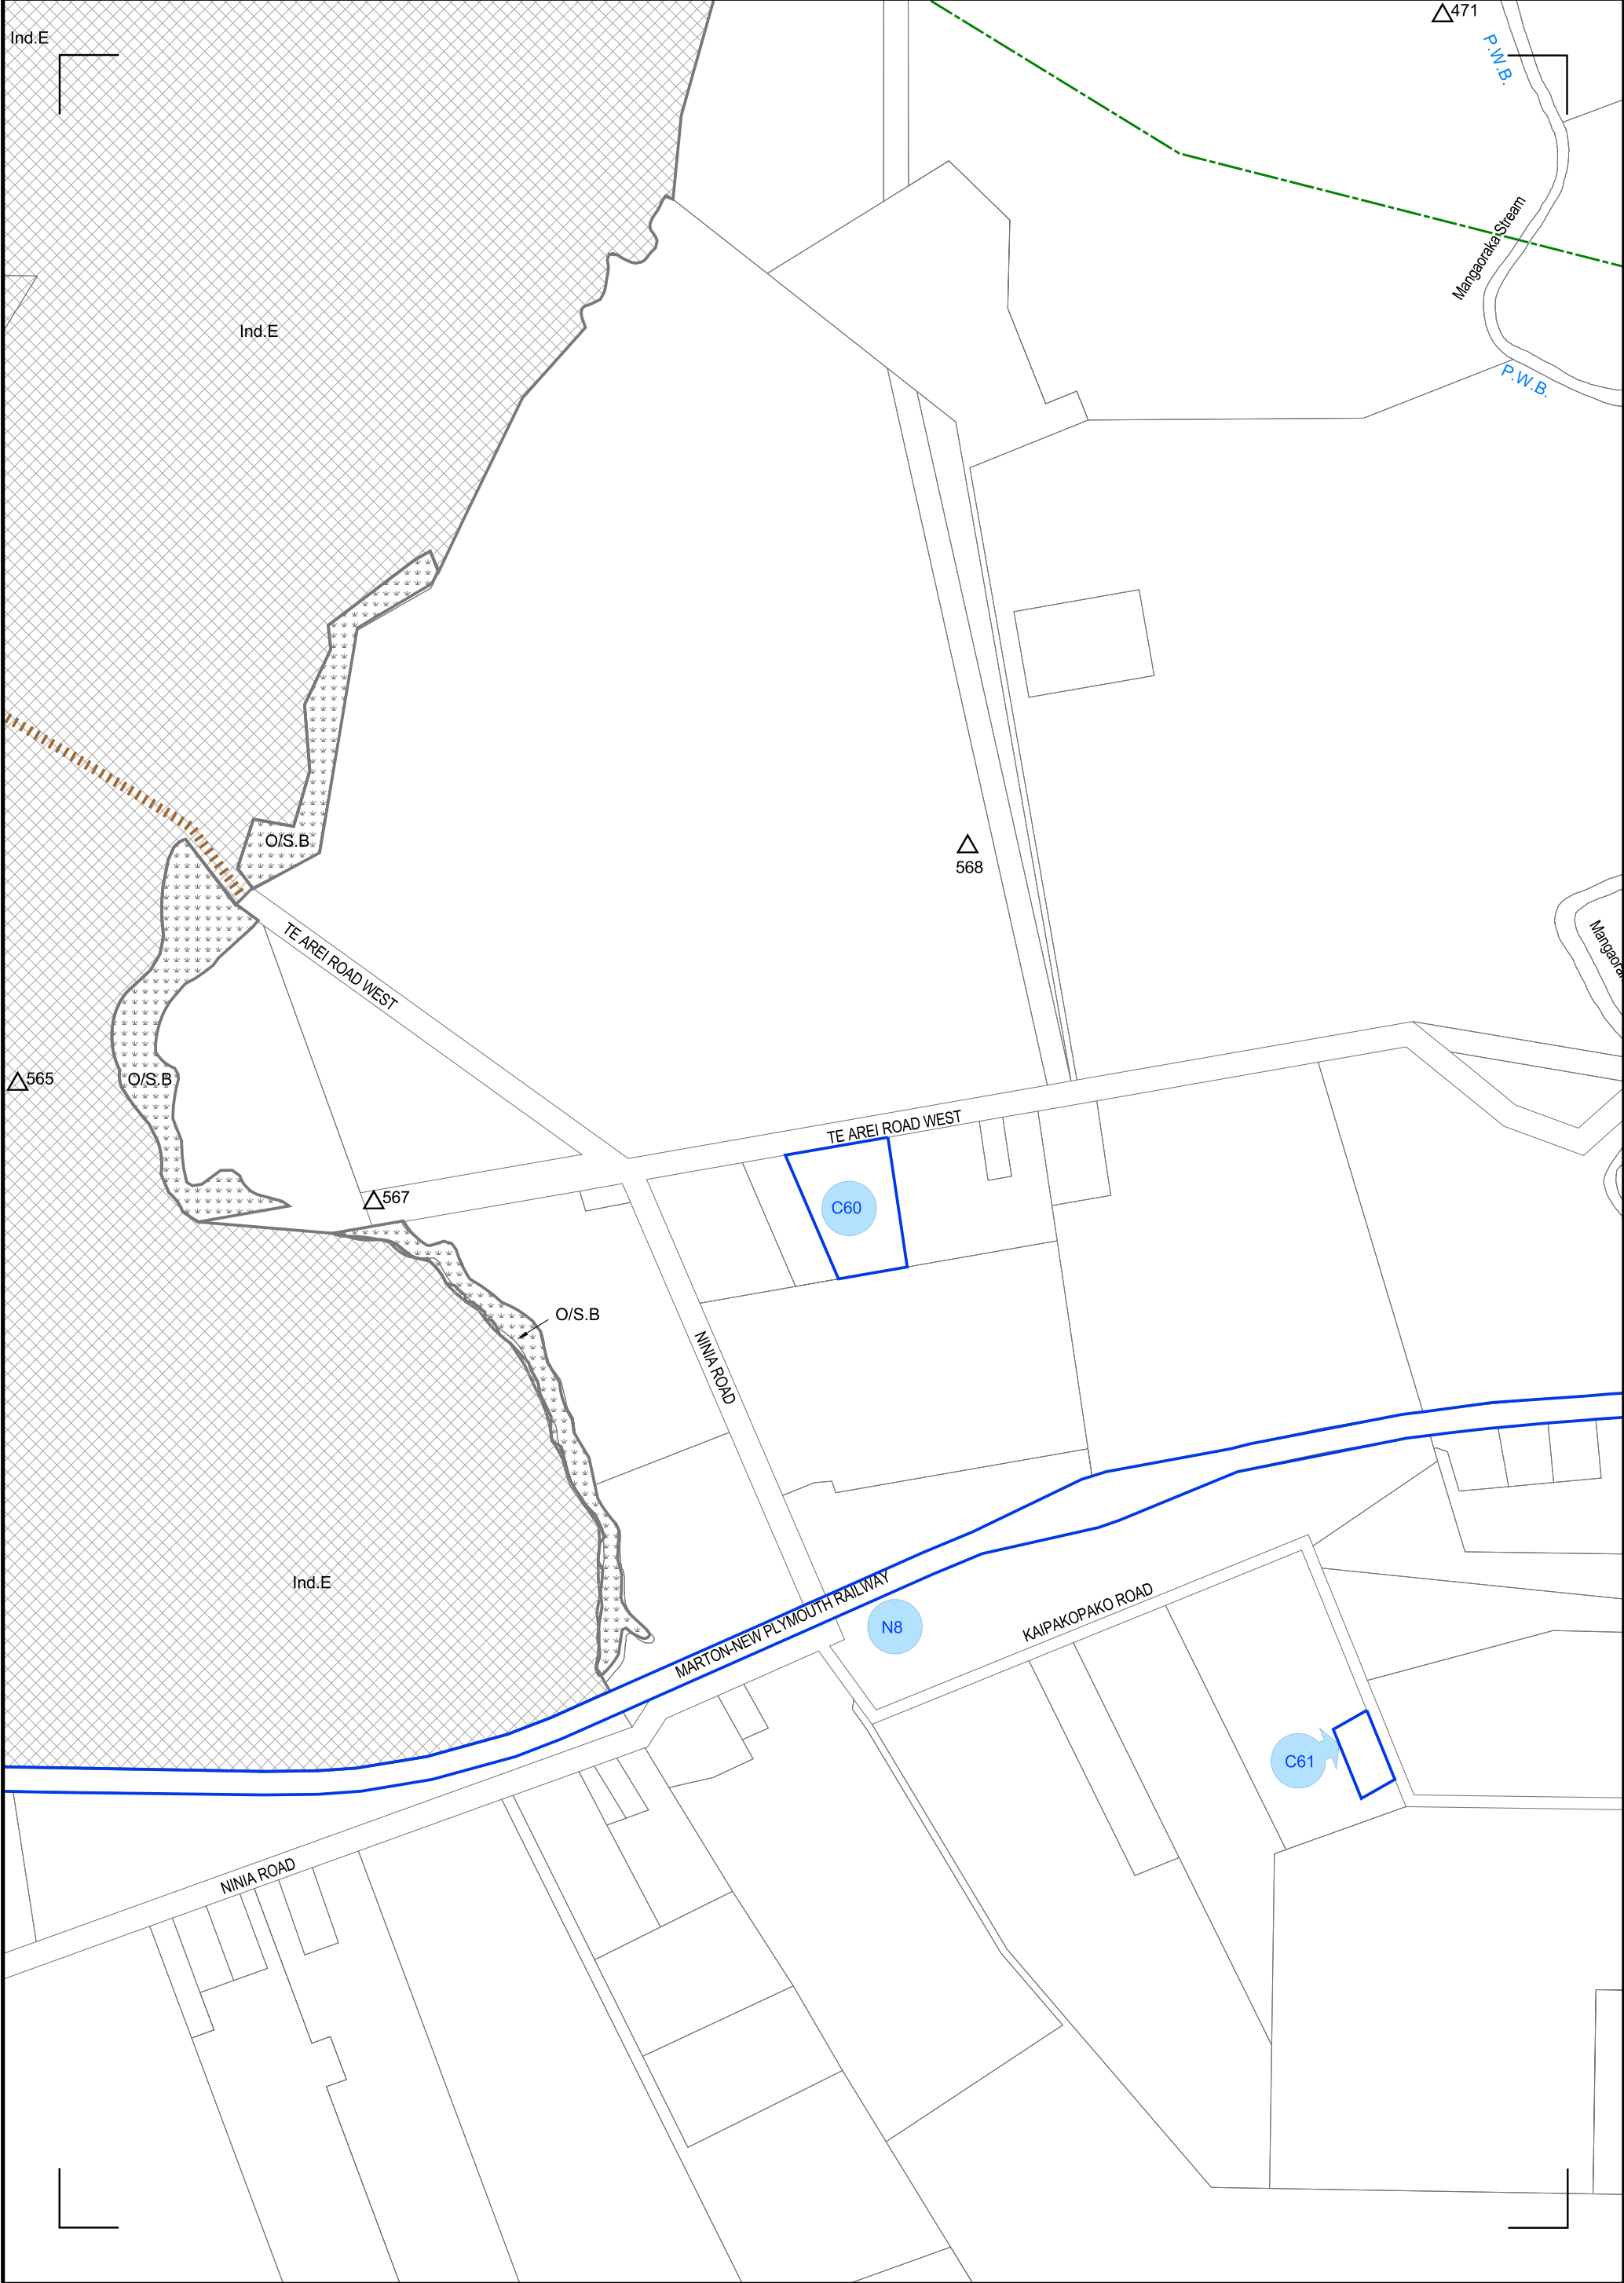 471
Ind.E
P.W.B.
Mangaoraka Stream
Ind.E
P.W.B.
O/S.B
568
TE AREI ROAD WEST
565
O/S.B
TE AREI ROAD WEST
567
C60
O/S.B
NINIA ROAD
Ind.E
MARTON-NEW PLYMOUTH RAILWAY
N8
KAIPAKOPAKO ROAD
C61
NINIA ROAD